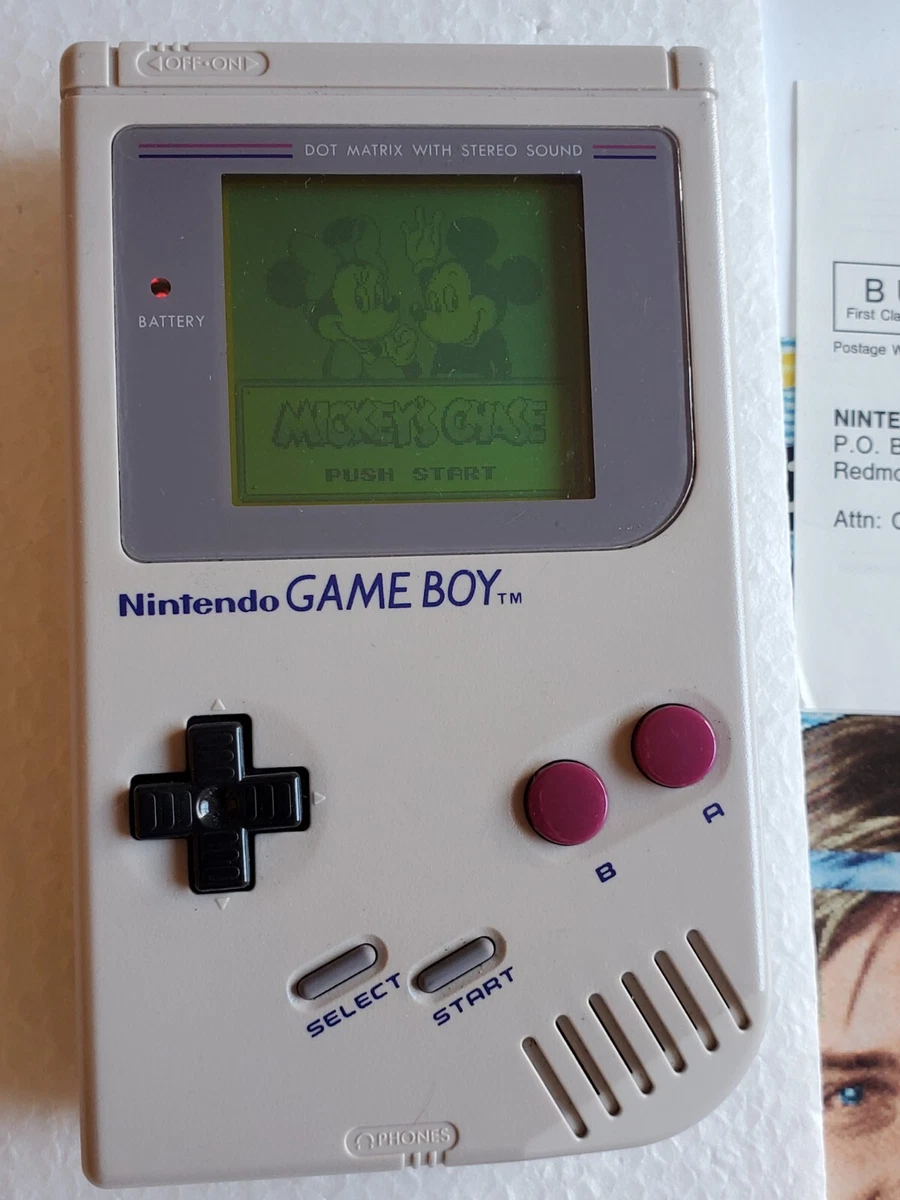 OFF•ON
DOT MATRIX WITH STEREO SOUND
BATTERY
MICKEY'S CHASE
PUSH START
Nintendo GAME BOY™
A
B
SELECT
START
PHONES
B
First Cla
Postage W
NINTE
P.O. B
Redmo
Attn: C